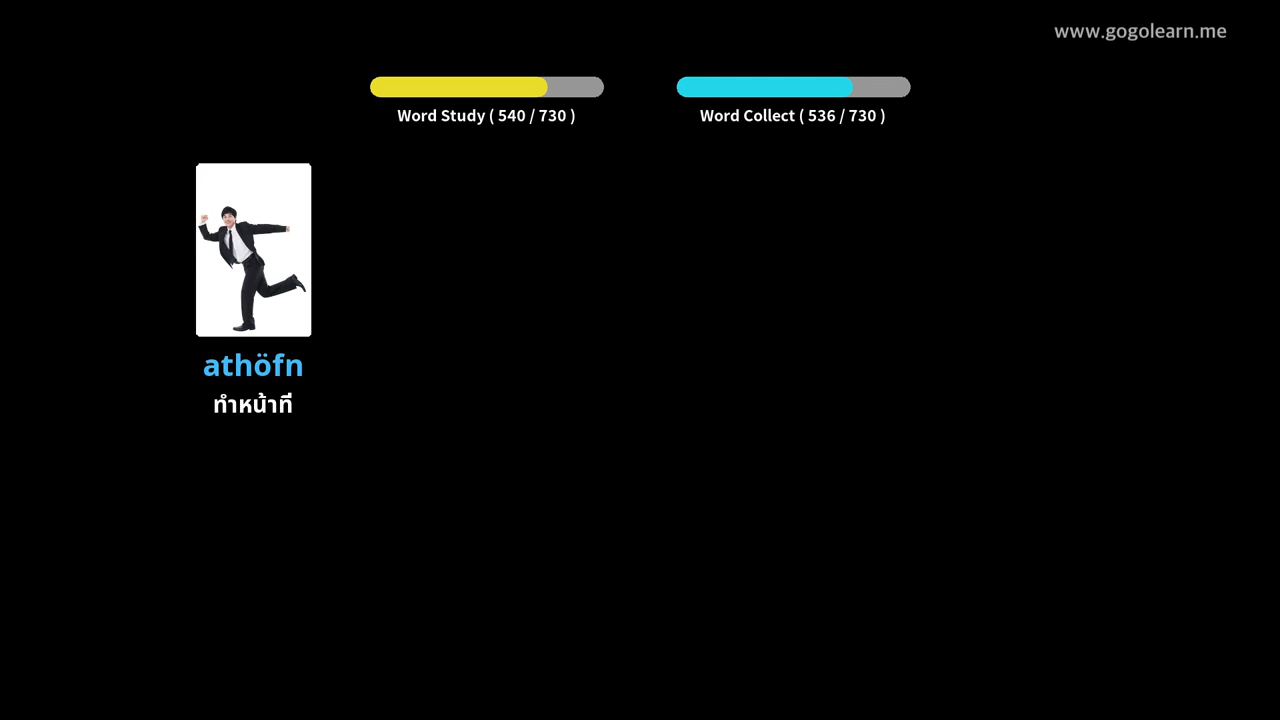 www.gogolearn.me
Word Study ( 540 / 730 )
Word Collect ( 536 / 730 )
athöfn
ทำหน้าที่